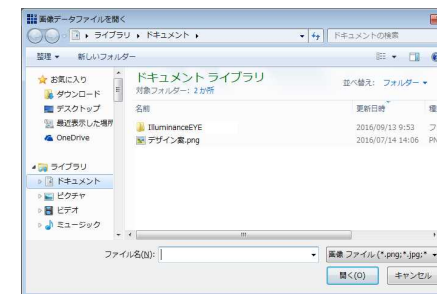 画像データファイルを開く
ライブラリ ▸ ドキュメント ▸
ドキュメントの検索
整理 ▼ 新しいフォルダー
お気に入り
ダウンロード
デスクトップ
最近表示した場所
OneDrive
ライブラリ
ドキュメント
ピクチャ
ビデオ
ミュージック
ドキュメント ライブラリ
対象フォルダー: 2か所
並べ替え: フォルダー ▼
名前 更新日時 種
IlluminanceEYE 2016/09/13 9:53 フ
デザイン案.png 2016/07/14 14:06 PN
ファイル名(N):
画像 ファイル (*.png;*.jpg;*
開く(O) キャンセル